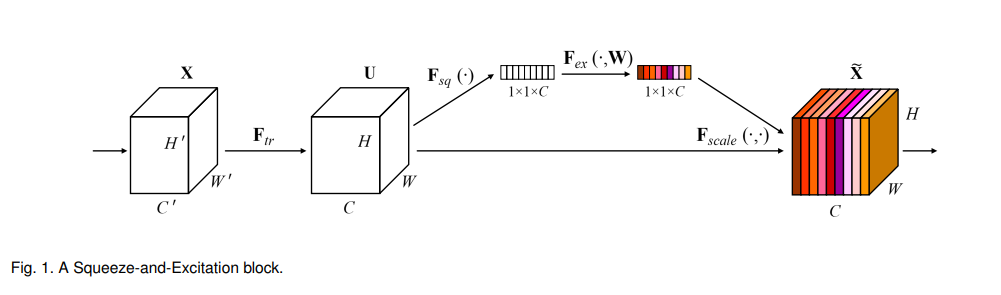 X
H'
W'
C'
F_tr
U
H
W
C
F_sq (·)
1×1×C
F_ex (·,W)
1×1×C
F_scale (·,·)
X̃
H
W
C
Fig. 1. A Squeeze-and-Excitation block.